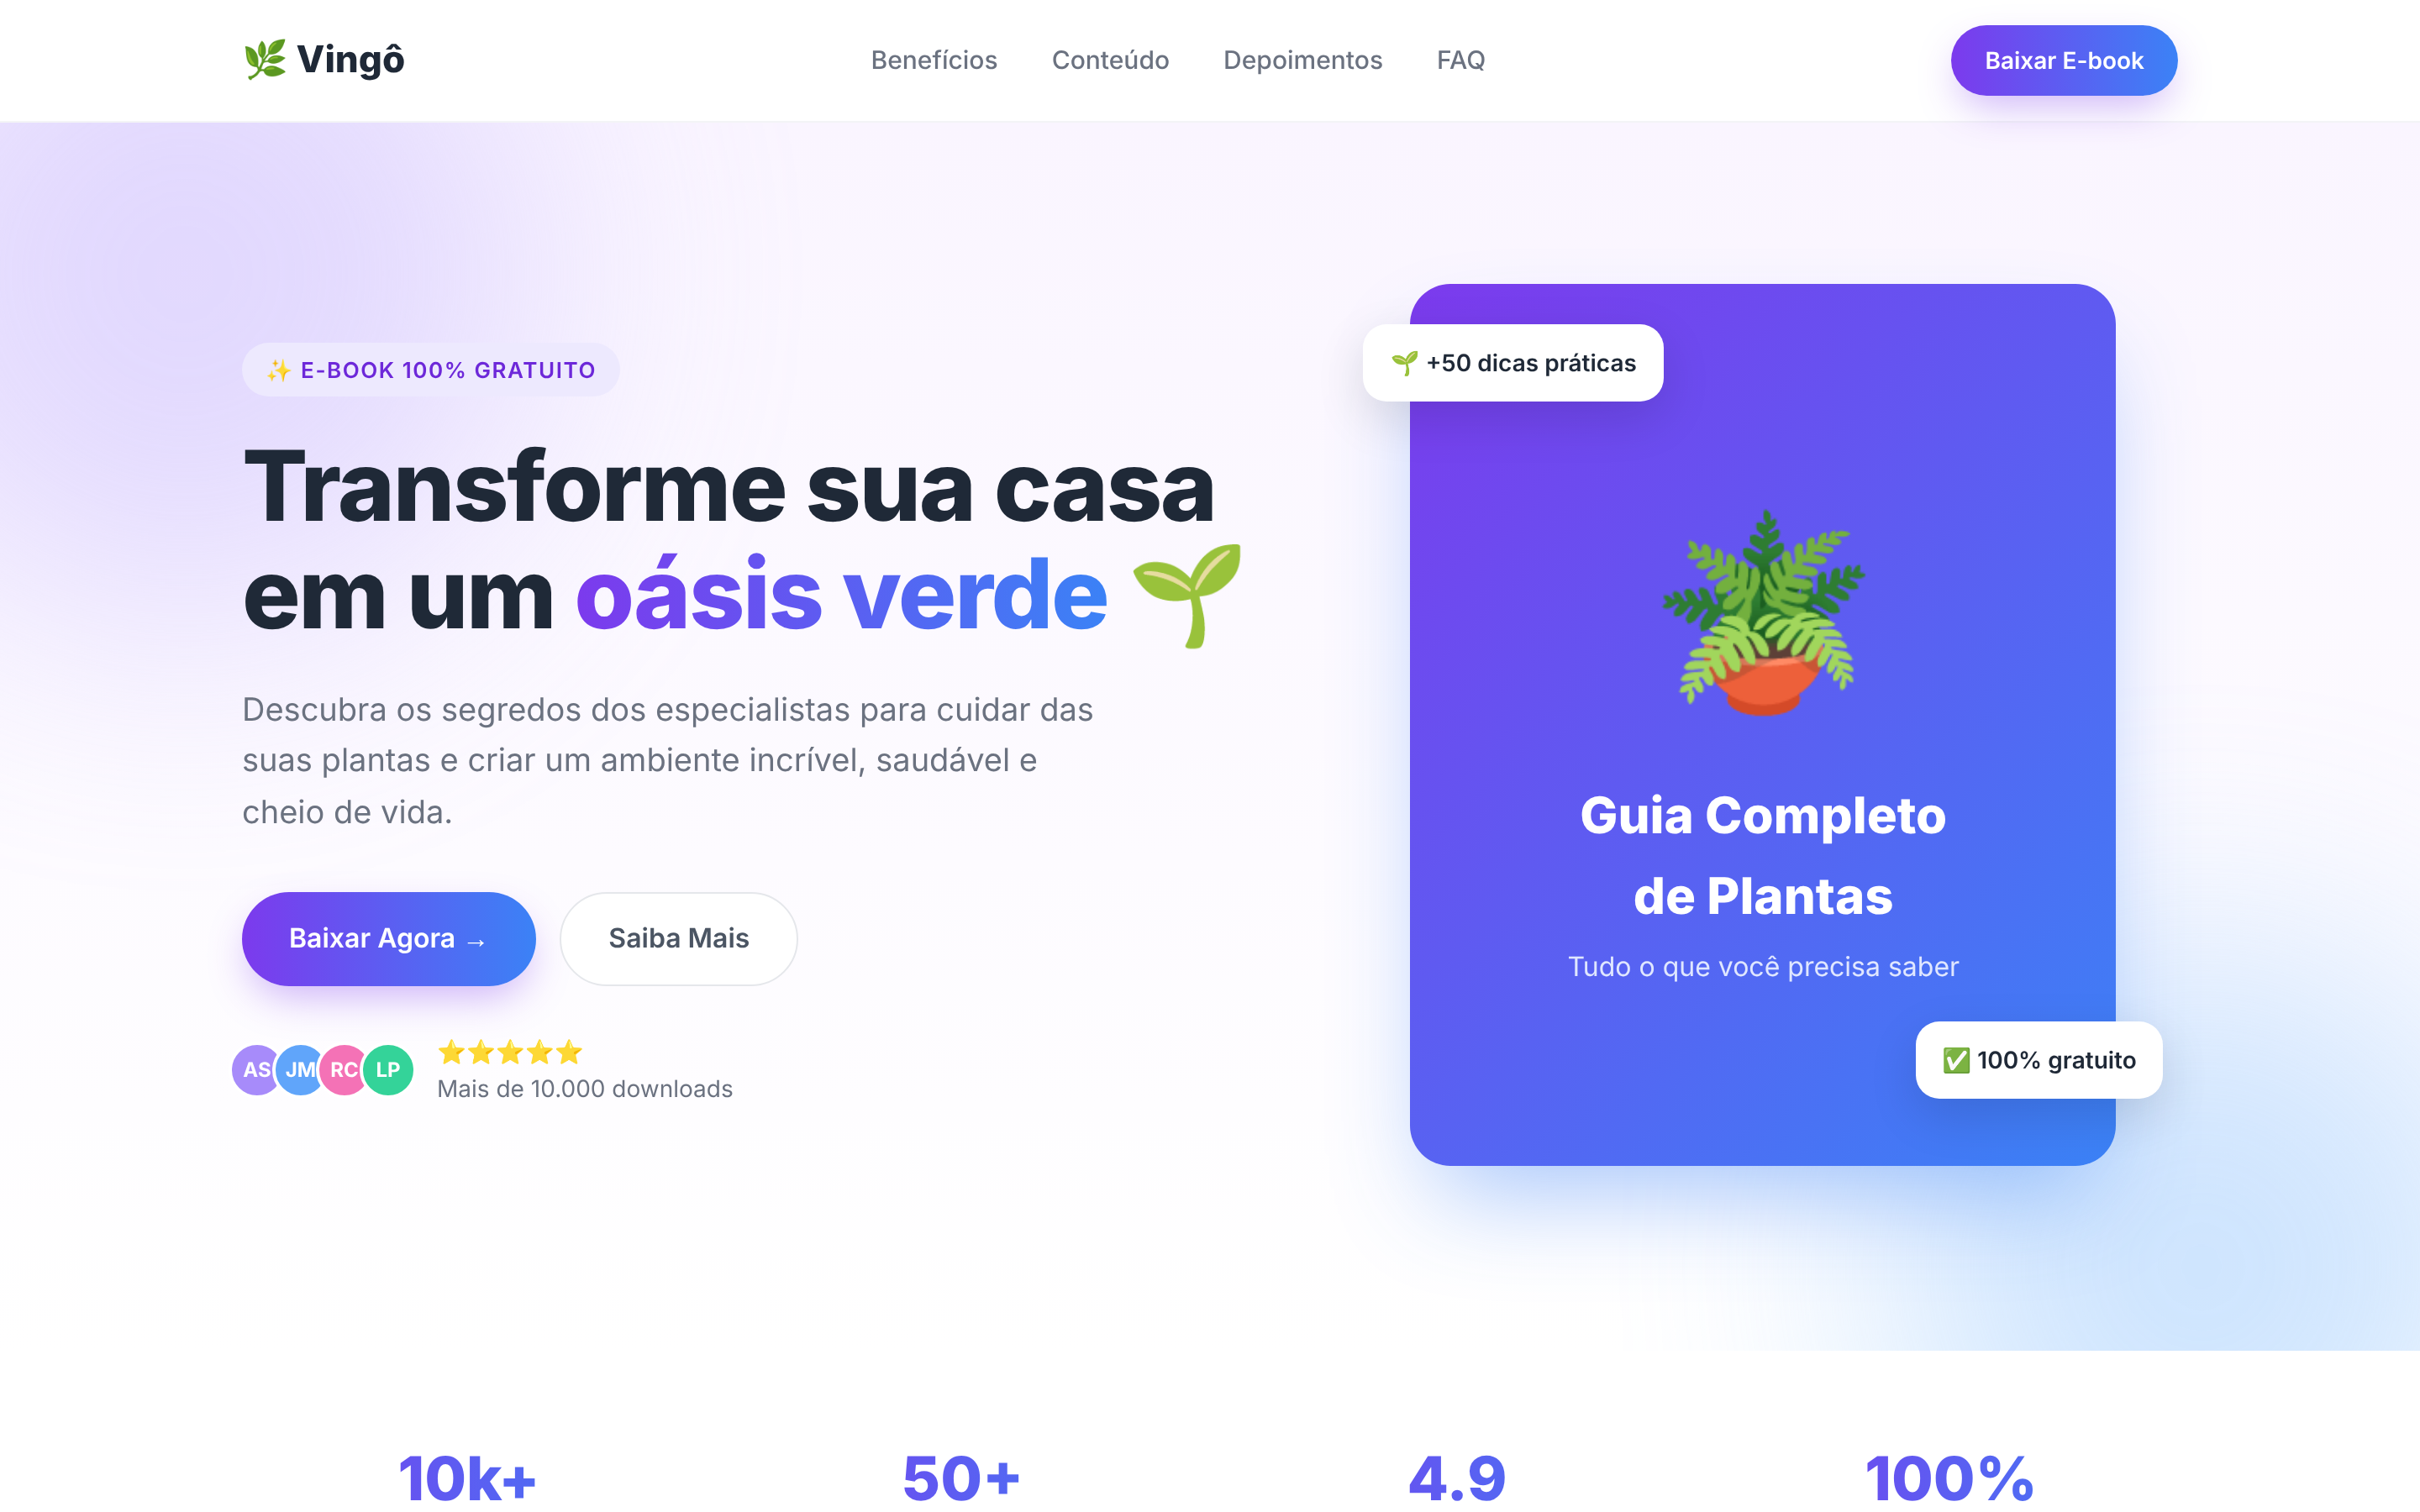 🌿 Vingô
Benefícios
Conteúdo
Depoimentos
FAQ
Baixar E-book
✨ E-BOOK 100% GRATUITO
Transforme sua casa
em um oásis verde 🌱
Descubra os segredos dos especialistas para cuidar das
suas plantas e criar um ambiente incrível, saudável e
cheio de vida.
Baixar Agora →
Saiba Mais
AS
JM
RC
LP
⭐⭐⭐⭐⭐
Mais de 10.000 downloads
🌱 +50 dicas práticas
Guia Completo
de Plantas
Tudo o que você precisa saber
✅ 100% gratuito
10k+
50+
4.9
100%